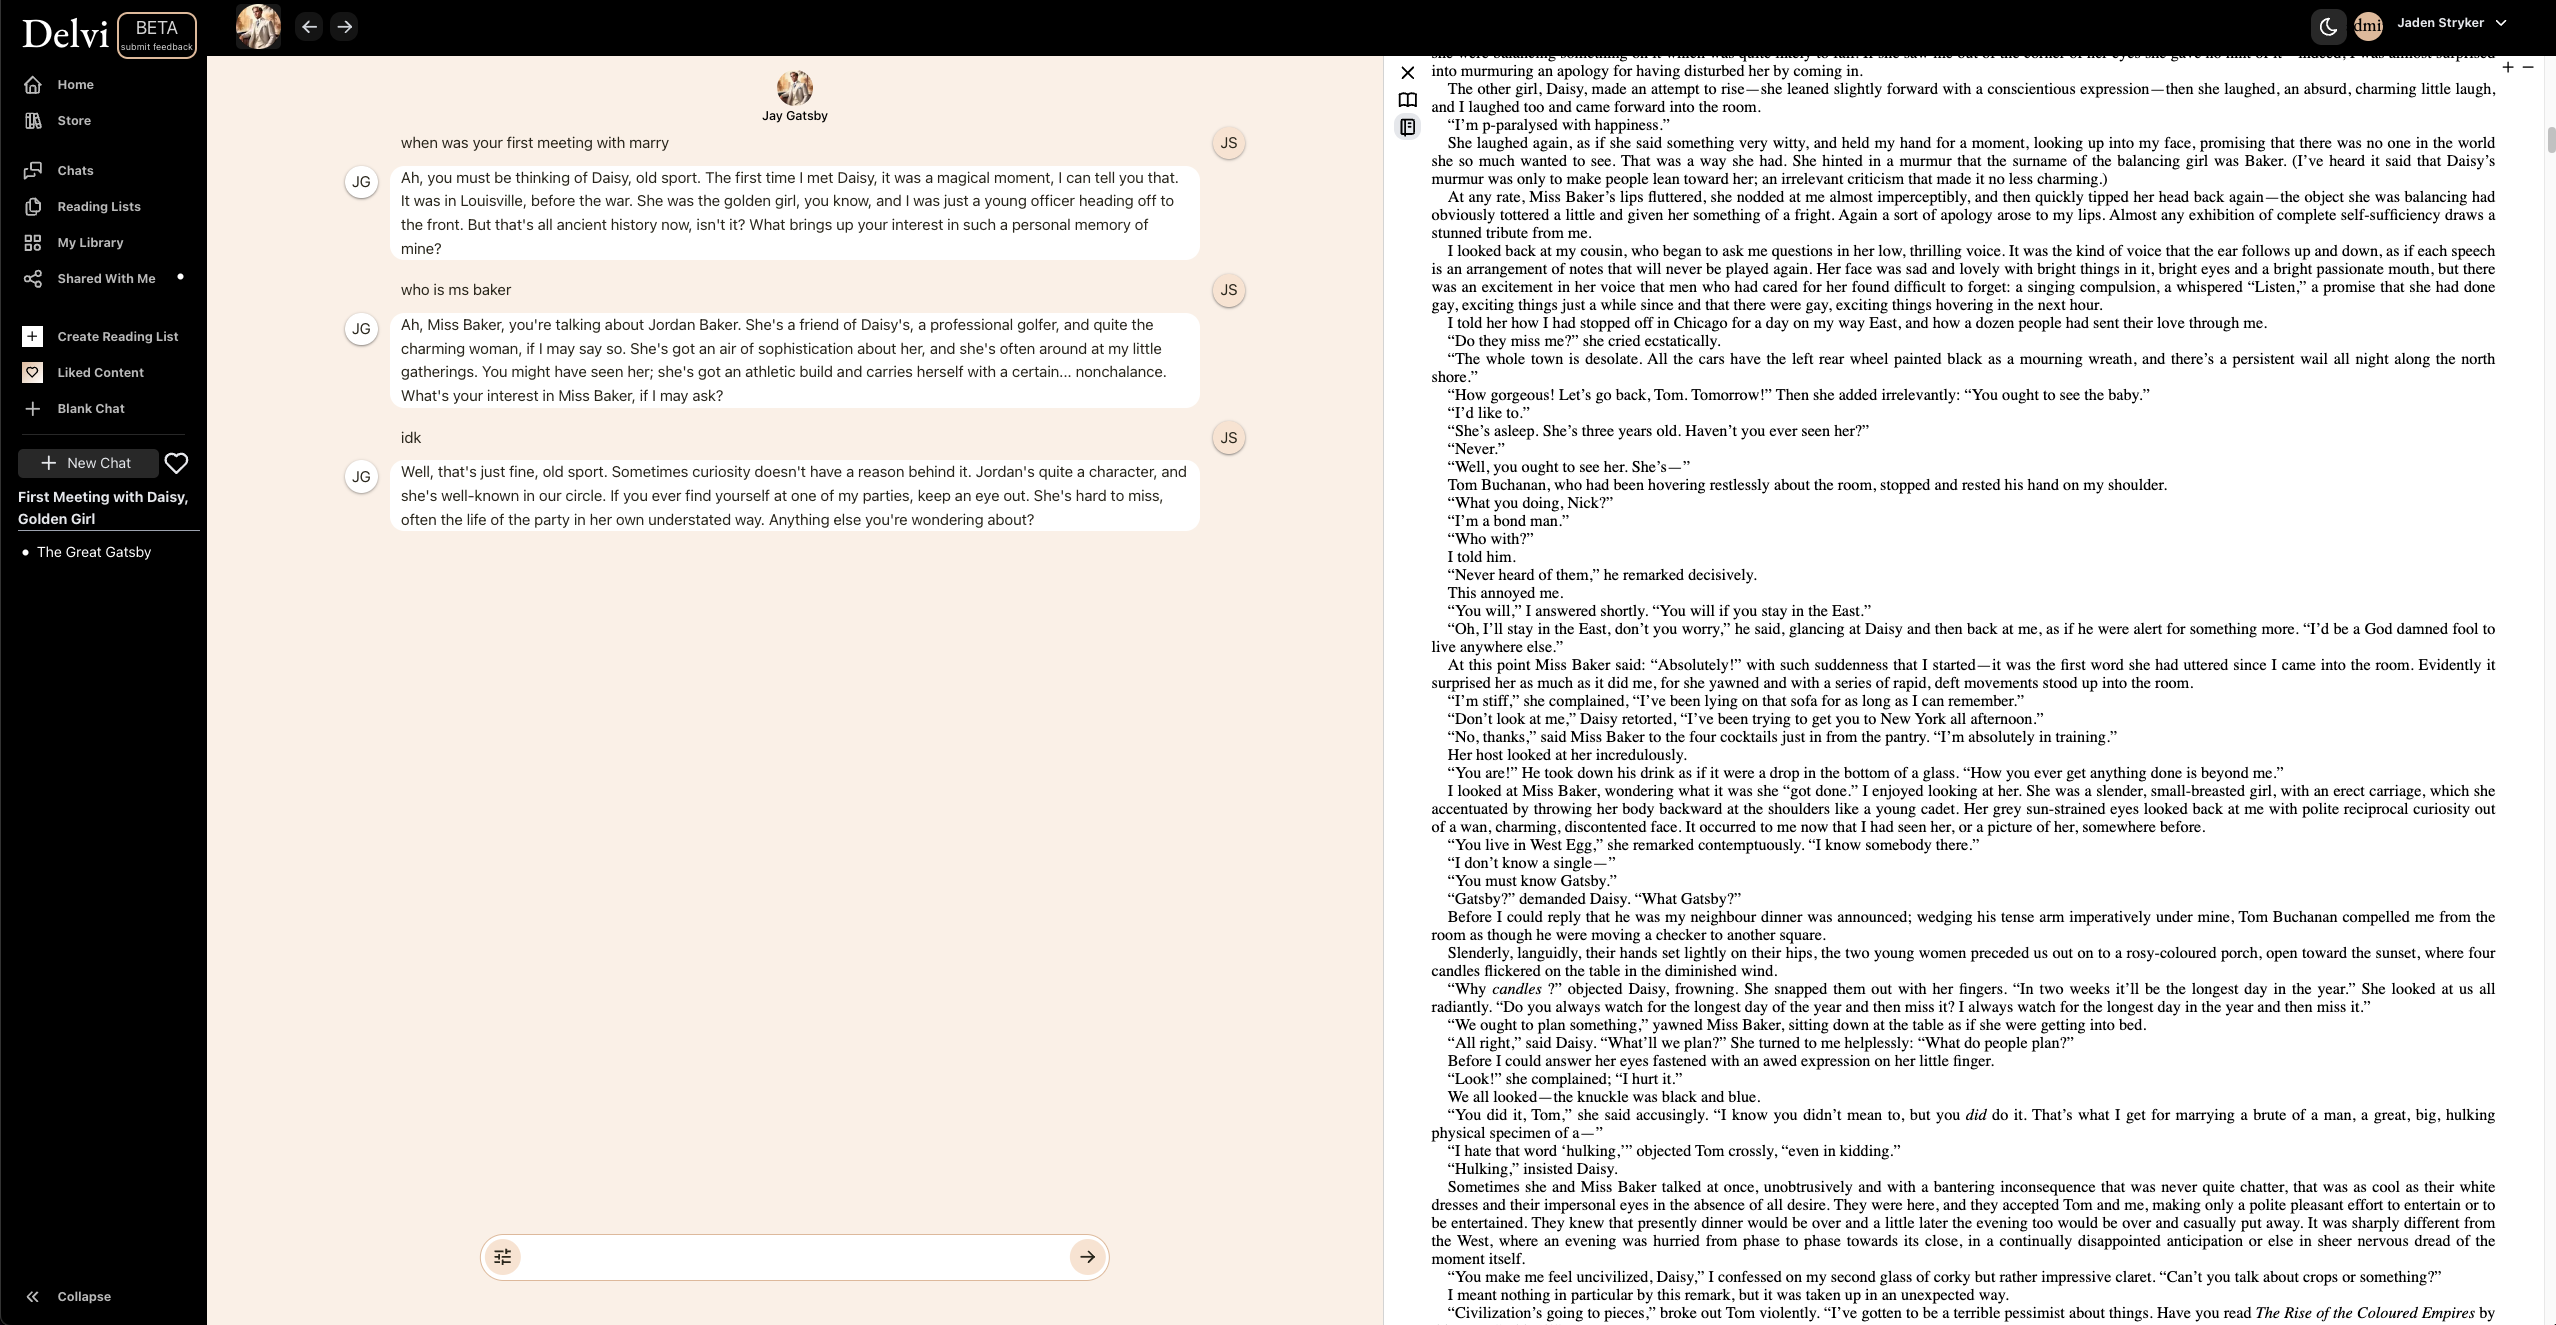 Delvi
BETA
submit feedback
Home
Store
Chats
Reading Lists
My Library
Shared With Me
Create Reading List
Liked Content
Blank Chat
New Chat
First Meeting with Daisy,
Golden Girl
The Great Gatsby
Collapse
dmi
Jaden Stryker
Jay Gatsby
when was your first meeting with marry
JS
JG
Ah, you must be thinking of Daisy, old sport. The first time I met Daisy, it was a magical moment, I can tell you that.
It was in Louisville, before the war. She was the golden girl, you know, and I was just a young officer heading off to
the front. But that's all ancient history now, isn't it? What brings up your interest in such a personal memory of
mine?
who is ms baker
JS
JG
Ah, Miss Baker, you're talking about Jordan Baker. She's a friend of Daisy's, a professional golfer, and quite the
charming woman, if I may say so. She's got an air of sophistication about her, and she's often around at my little
gatherings. You might have seen her; she's got an athletic build and carries herself with a certain... nonchalance.
What's your interest in Miss Baker, if I may ask?
idk
JS
JG
Well, that's just fine, old sport. Sometimes curiosity doesn't have a reason behind it. Jordan's quite a character, and
she's well-known in our circle. If you ever find yourself at one of my parties, keep an eye out. She's hard to miss,
often the life of the party in her own understated way. Anything else you're wondering about?
into murmuring an apology for having disturbed her by coming in.
The other girl, Daisy, made an attempt to rise—she leaned slightly forward with a conscientious expression—then she laughed, an absurd, charming little laugh,
and I laughed too and came forward into the room.
“I’m p-paralysed with happiness.”
She laughed again, as if she said something very witty, and held my hand for a moment, looking up into my face, promising that there was no one in the world
she so much wanted to see. That was a way she had. She hinted in a murmur that the surname of the balancing girl was Baker. (I’ve heard it said that Daisy’s
murmur was only to make people lean toward her; an irrelevant criticism that made it no less charming.)
At any rate, Miss Baker’s lips fluttered, she nodded at me almost imperceptibly, and then quickly tipped her head back again—the object she was balancing had
obviously tottered a little and given her something of a fright. Again a sort of apology arose to my lips. Almost any exhibition of complete self-sufficiency draws a
stunned tribute from me.
I looked back at my cousin, who began to ask me questions in her low, thrilling voice. It was the kind of voice that the ear follows up and down, as if each speech
is an arrangement of notes that will never be played again. Her face was sad and lovely with bright things in it, bright eyes and a bright passionate mouth, but there
was an excitement in her voice that men who had cared for her found difficult to forget: a singing compulsion, a whispered “Listen,” a promise that she had done
gay, exciting things just a while since and that there were gay, exciting things hovering in the next hour.
I told her how I had stopped off in Chicago for a day on my way East, and how a dozen people had sent their love through me.
“Do they miss me?” she cried ecstatically.
“The whole town is desolate. All the cars have the left rear wheel painted black as a mourning wreath, and there’s a persistent wail all night along the north
shore.”
“How gorgeous! Let’s go back, Tom. Tomorrow!” Then she added irrelevantly: “You ought to see the baby.”
“I’d like to.”
“She’s asleep. She’s three years old. Haven’t you ever seen her?”
“Never.”
“Well, you ought to see her. She’s—”
Tom Buchanan, who had been hovering restlessly about the room, stopped and rested his hand on my shoulder.
“What you doing, Nick?”
“I’m a bond man.”
“Who with?”
I told him.
“Never heard of them,” he remarked decisively.
This annoyed me.
“You will,” I answered shortly. “You will if you stay in the East.”
“Oh, I’ll stay in the East, don’t you worry,” he said, glancing at Daisy and then back at me, as if he were alert for something more. “I’d be a God damned fool to
live anywhere else.”
At this point Miss Baker said: “Absolutely!” with such suddenness that I started—it was the first word she had uttered since I came into the room. Evidently it
surprised her as much as it did me, for she yawned and with a series of rapid, deft movements stood up into the room.
“I’m stiff,” she complained, “I’ve been lying on that sofa for as long as I can remember.”
“Don’t look at me,” Daisy retorted, “I’ve been trying to get you to New York all afternoon.”
“No, thanks,” said Miss Baker to the four cocktails just in from the pantry. “I’m absolutely in training.”
Her host looked at her incredulously.
“You are!” He took down his drink as if it were a drop in the bottom of a glass. “How you ever get anything done is beyond me.”
I looked at Miss Baker, wondering what it was she “got done.” I enjoyed looking at her. She was a slender, small-breasted girl, with an erect carriage, which she
accentuated by throwing her body backward at the shoulders like a young cadet. Her grey sun-strained eyes looked back at me with polite reciprocal curiosity out
of a wan, charming, discontented face. It occurred to me now that I had seen her, or a picture of her, somewhere before.
“You live in West Egg,” she remarked contemptuously. “I know somebody there.”
“I don’t know a single—”
“You must know Gatsby.”
“Gatsby?” demanded Daisy. “What Gatsby?”
Before I could reply that he was my neighbour dinner was announced; wedging his tense arm imperatively under mine, Tom Buchanan compelled me from the
room as though he were moving a checker to another square.
Slenderly, languidly, their hands set lightly on their hips, the two young women preceded us out on to a rosy-coloured porch, open toward the sunset, where four
candles flickered on the table in the diminished wind.
“Why candles ?” objected Daisy, frowning. She snapped them out with her fingers. “In two weeks it’ll be the longest day in the year.” She looked at us all
radiantly. “Do you always watch for the longest day of the year and then miss it? I always watch for the longest day in the year and then miss it.”
“We ought to plan something,” yawned Miss Baker, sitting down at the table as if she were getting into bed.
“All right,” said Daisy. “What’ll we plan?” She turned to me helplessly: “What do people plan?”
Before I could answer her eyes fastened with an awed expression on her little finger.
“Look!” she complained; “I hurt it.”
We all looked—the knuckle was black and blue.
“You did it, Tom,” she said accusingly. “I know you didn’t mean to, but you did do it. That’s what I get for marrying a brute of a man, a great, big, hulking
physical specimen of a—”
“I hate that word ‘hulking,’” objected Tom crossly, “even in kidding.”
“Hulking,” insisted Daisy.
Sometimes she and Miss Baker talked at once, unobtrusively and with a bantering inconsequence that was never quite chatter, that was as cool as their white
dresses and their impersonal eyes in the absence of all desire. They were here, and they accepted Tom and me, making only a polite pleasant effort to entertain or to
be entertained. They knew that presently dinner would be over and a little later the evening too would be over and casually put away. It was sharply different from
the West, where an evening was hurried from phase to phase towards its close, in a continually disappointed anticipation or else in sheer nervous dread of the
moment itself.
“You make me feel uncivilized, Daisy,” I confessed on my second glass of corky but rather impressive claret. “Can’t you talk about crops or something?”
I meant nothing in particular by this remark, but it was taken up in an unexpected way.
“Civilization’s going to pieces,” broke out Tom violently. “I’ve gotten to be a terrible pessimist about things. Have you read The Rise of the Coloured Empires by